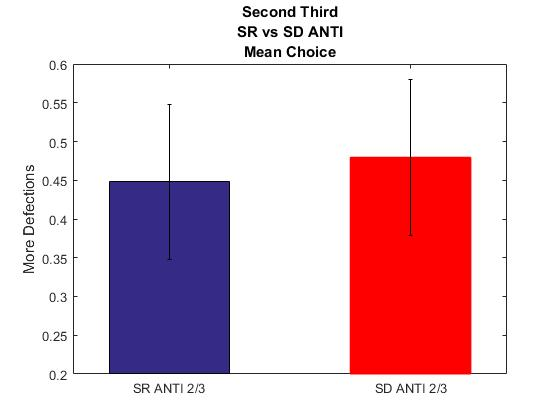 Second Third
SR vs SD ANTI
Mean Choice
0.6
0.55
0.5
0.45
0.4
0.35
0.3
0.25
0.2
More Defections
SR ANTI 2/3
SD ANTI 2/3